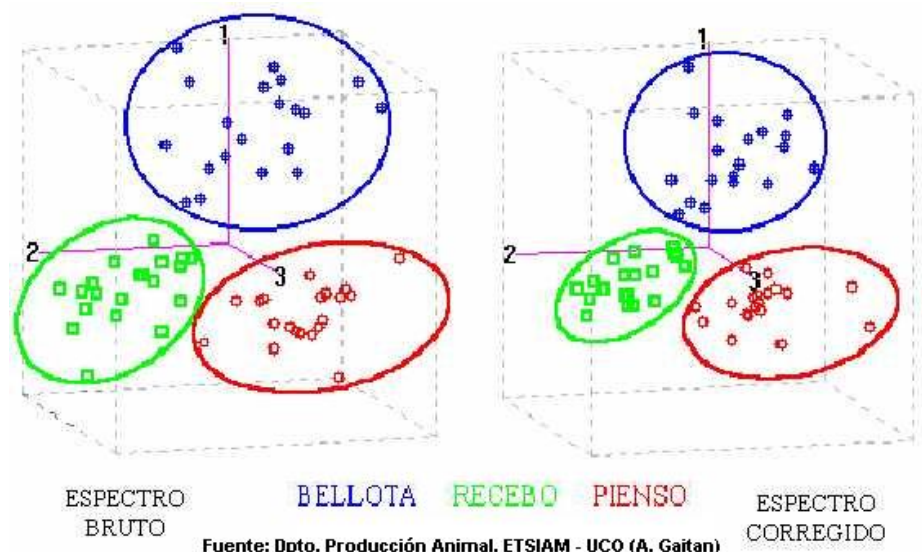 1
2
3
1
2
3
ESPECTRO
BRUTO
BELLOTA RECEBO PIENSO
ESPECTRO
CORREGIDO
Fuente: Dpto. Producción Animal. ETSIAM - UCO (A. Gaitan)